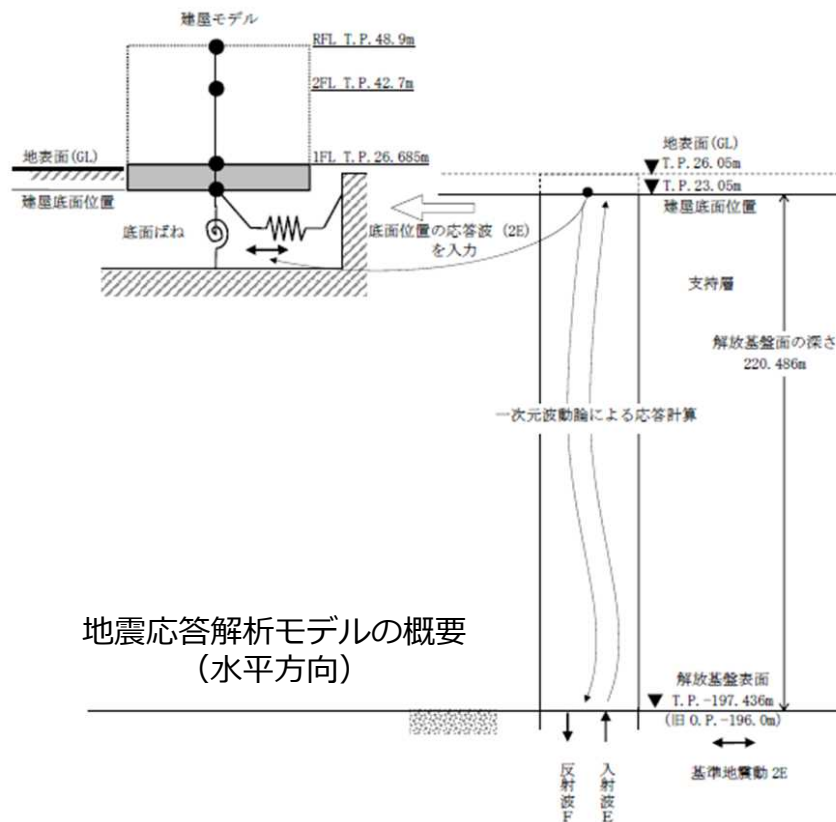 建屋モデル
RFL T.P.48.9m
2FL T.P.42.7m
地表面(GL)
1FL T.P.26.685m
建屋底面位置
底面ばね
底面位置の応答波 (2E)
を入力
地表面(GL)
T.P.26.05m
T.P.23.05m
建屋底面位置
支持層
解放基盤面の深さ
220.486m
一次元波動論による応答計算
地震応答解析モデルの概要
(水平方向)
解放基盤表面
T.P.-197.436m
(旧O.P.-196.0m)
反射波F
入射波E
基準地震動2E